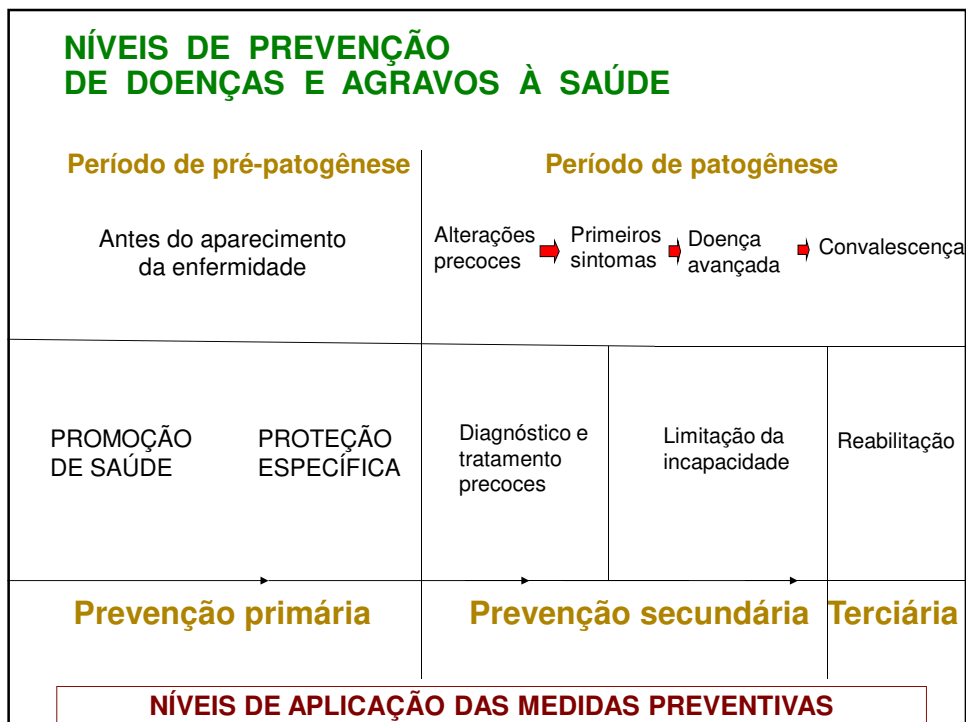 NÍVEIS DE PREVENÇÃO
DE DOENÇAS E AGRAVOS À SAÚDE
Período de pré-patogênese
Período de patogênese
Antes do aparecimento
da enfermidade
Alterações
precoces
Primeiros
sintomas
Doença
avançada
Convalescença
PROMOÇÃO
DE SAÚDE
PROTEÇÃO
ESPECÍFICA
Diagnóstico e
tratamento
precoces
Limitação da
incapacidade
Reabilitação
Prevenção primária
Prevenção secundária
Terciária
NÍVEIS DE APLICAÇÃO DAS MEDIDAS PREVENTIVAS